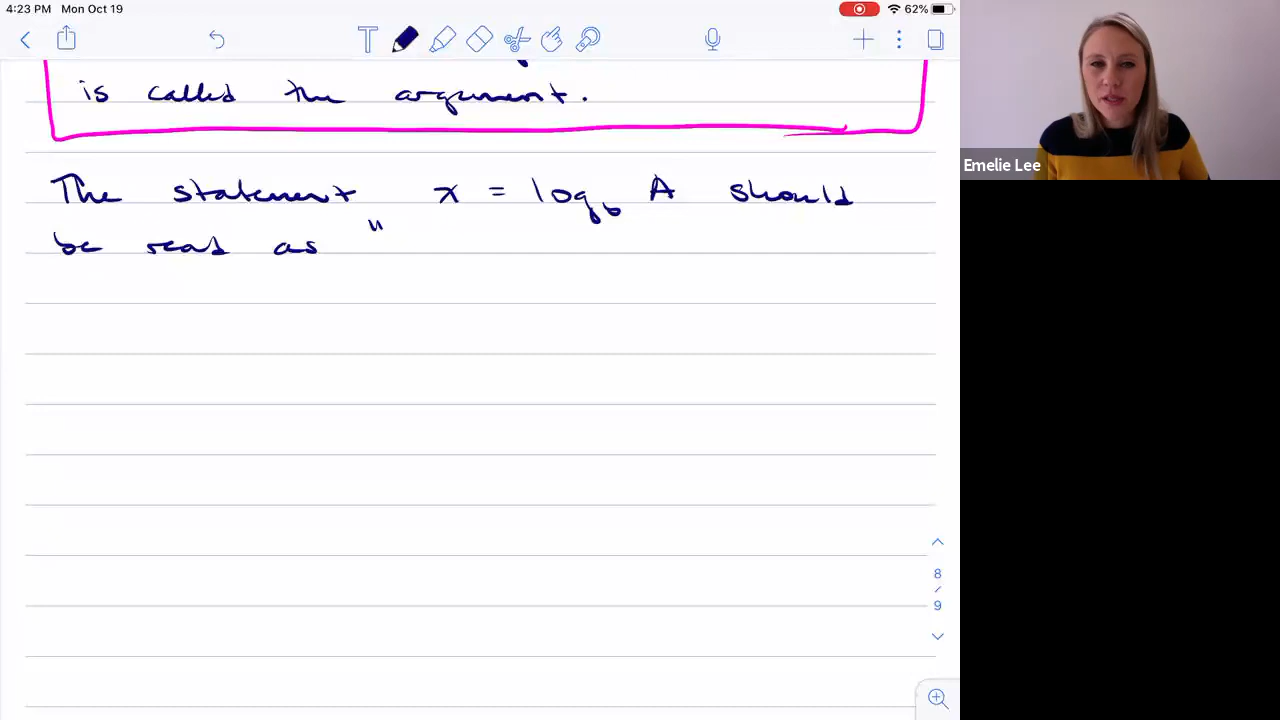 4:23 PM Mon Oct 19
62%
is called the argument.
The statement x = log_b A should
be read as "
8
9
Emelie Lee